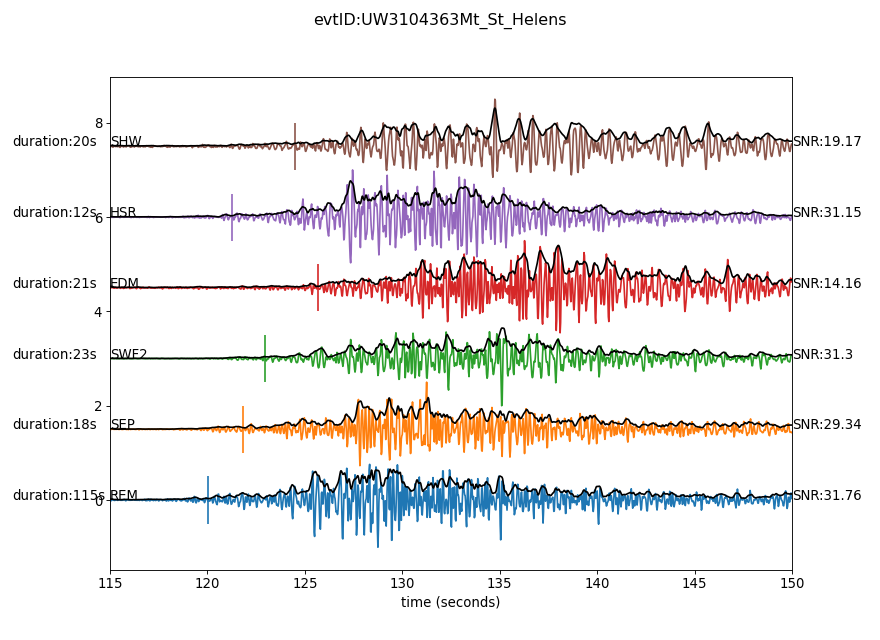 evtID:UW3104363Mt_St_Helens
8
duration:20s SHW SNR:19.17
duration:12s HSR SNR:31.15
6
duration:21s EDM SNR:14.16
4
duration:23s SWF2 SNR:31.3
2
duration:18s SEP SNR:29.34
duration:115s REM SNR:31.76
0
115 120 125 130 135 140 145 150
time (seconds)